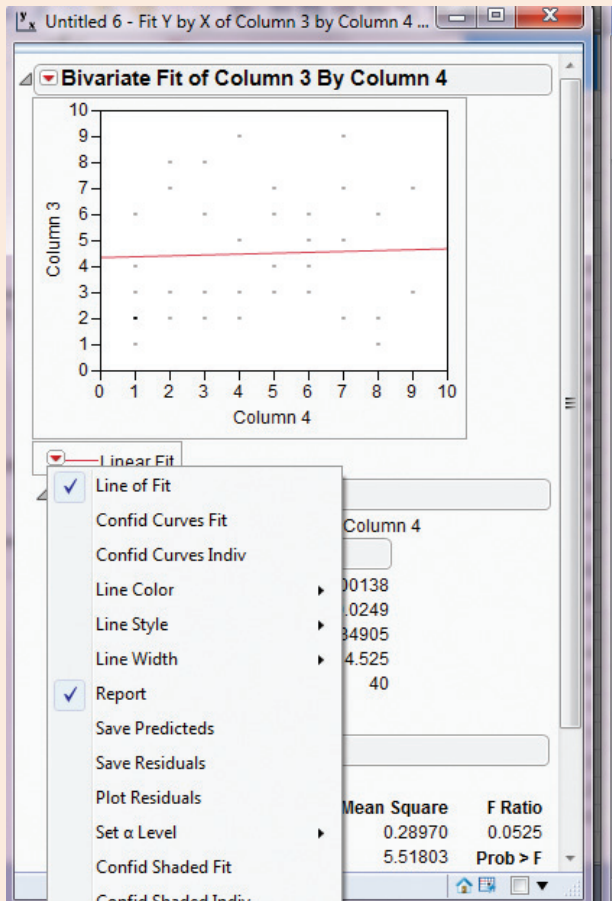 Untitled 6 - Fit Y by X of Column 3 by Column 4 ...
Bivariate Fit of Column 3 By Column 4
10
9
8
7
6
5
4
3
2
1
0
Column 3
0 1 2 3 4 5 6 7 8 9 10
Column 4
Linear Fit
Line of Fit
Confid Curves Fit
Column 4
Confid Curves Indiv
Line Color
00138
Line Style
.0249
34905
Line Width
4.525
Report
40
Save Predicteds
Save Residuals
Plot Residuals
Mean Square F Ratio
Set α Level
0.28970 0.0525
5.51803 Prob > F
Confid Shaded Fit
Confid Shaded Indiv